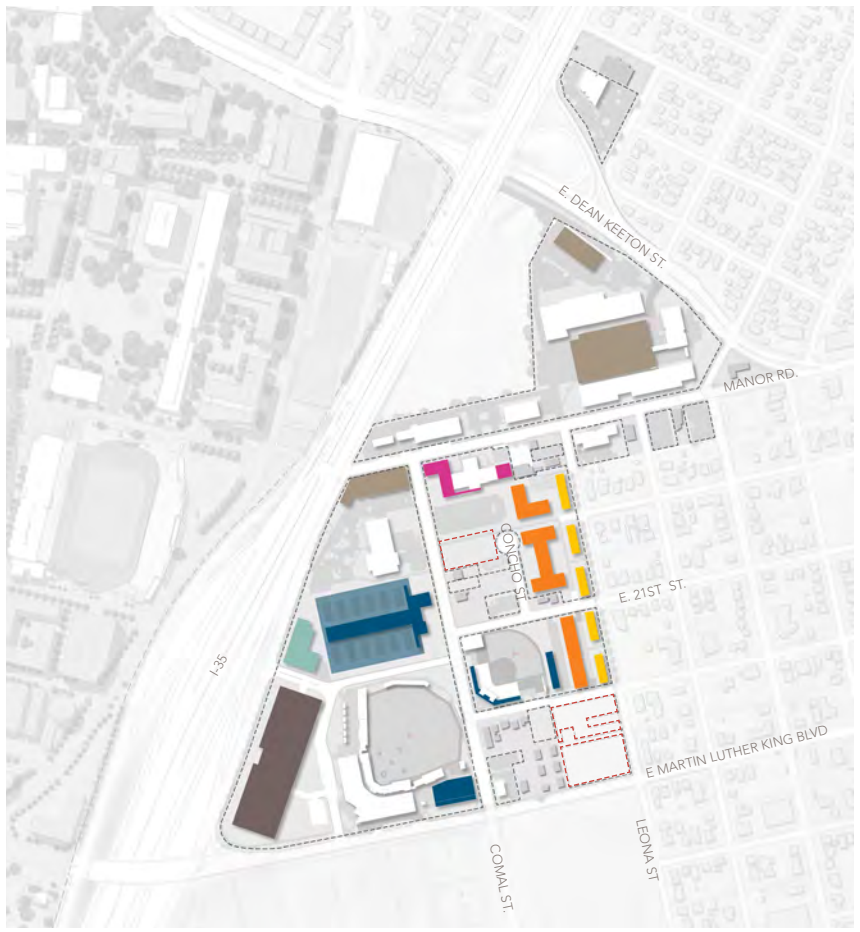 E. DEAN KEETON ST.
MANOR RD.
CONCHO ST
E. 21ST ST.
I-35
E MARTIN LUTHER KING BLVD
LEONA ST
COMAL ST.